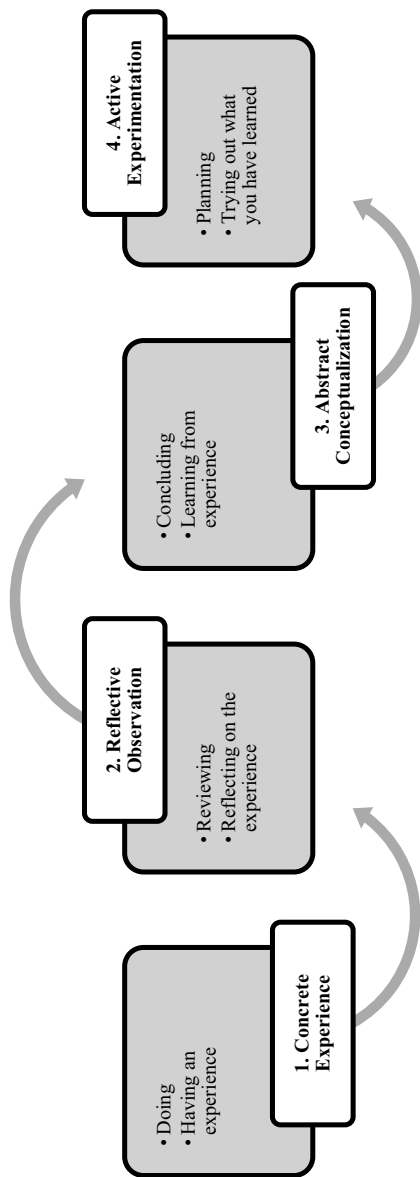 • Doing
• Having an
experience
1. Concrete
Experience
2. Reflective
Observation
• Reviewing
• Reflecting on the
experience
• Concluding
• Learning from
experience
3. Abstract
Conceptualization
4. Active
Experimentation
• Planning
• Trying out what
you have learned